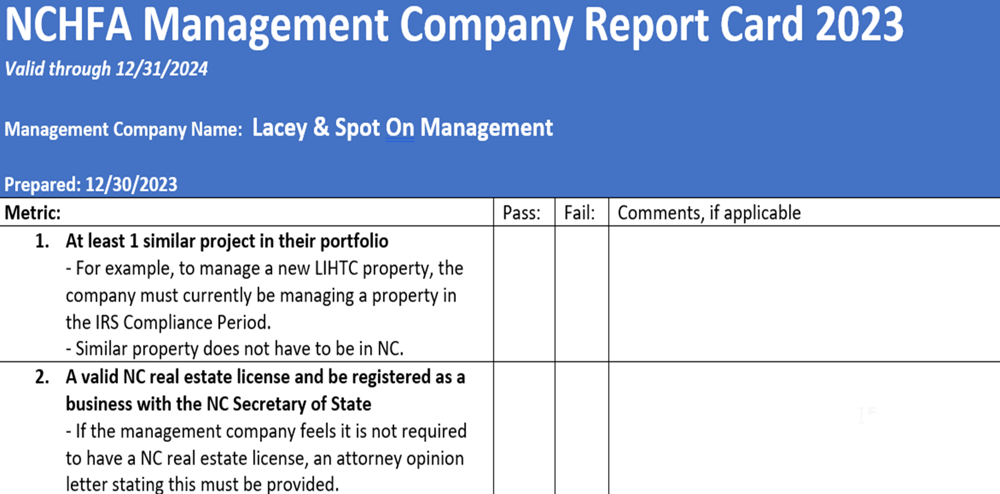 NCHFA Management Company Report Card 2023
Valid through 12/31/2024
Management Company Name: Lacey & Spot On Management
Prepared: 12/30/2023
Metric: Pass: Fail: Comments, if applicable
1. At least 1 similar project in their portfolio
- For example, to manage a new LIHTC property, the
company must currently be managing a property in
the IRS Compliance Period.
- Similar property does not have to be in NC.
2. A valid NC real estate license and be registered as a
business with the NC Secretary of State
- If the management company feels it is not required
to have a NC real estate license, an attorney opinion
letter stating this must be provided.